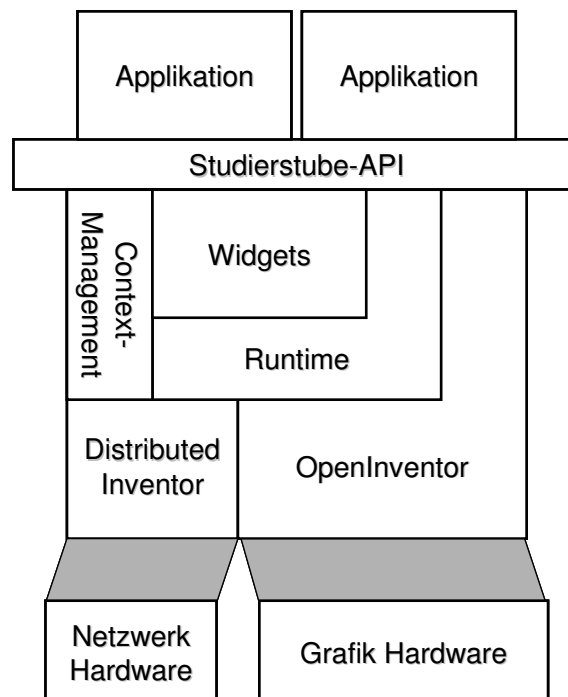 Applikation
Applikation
Studierstube-API
Context-
Management
Widgets
Runtime
Distributed
Inventor
OpenInventor
Netzwerk
Hardware
Grafik Hardware